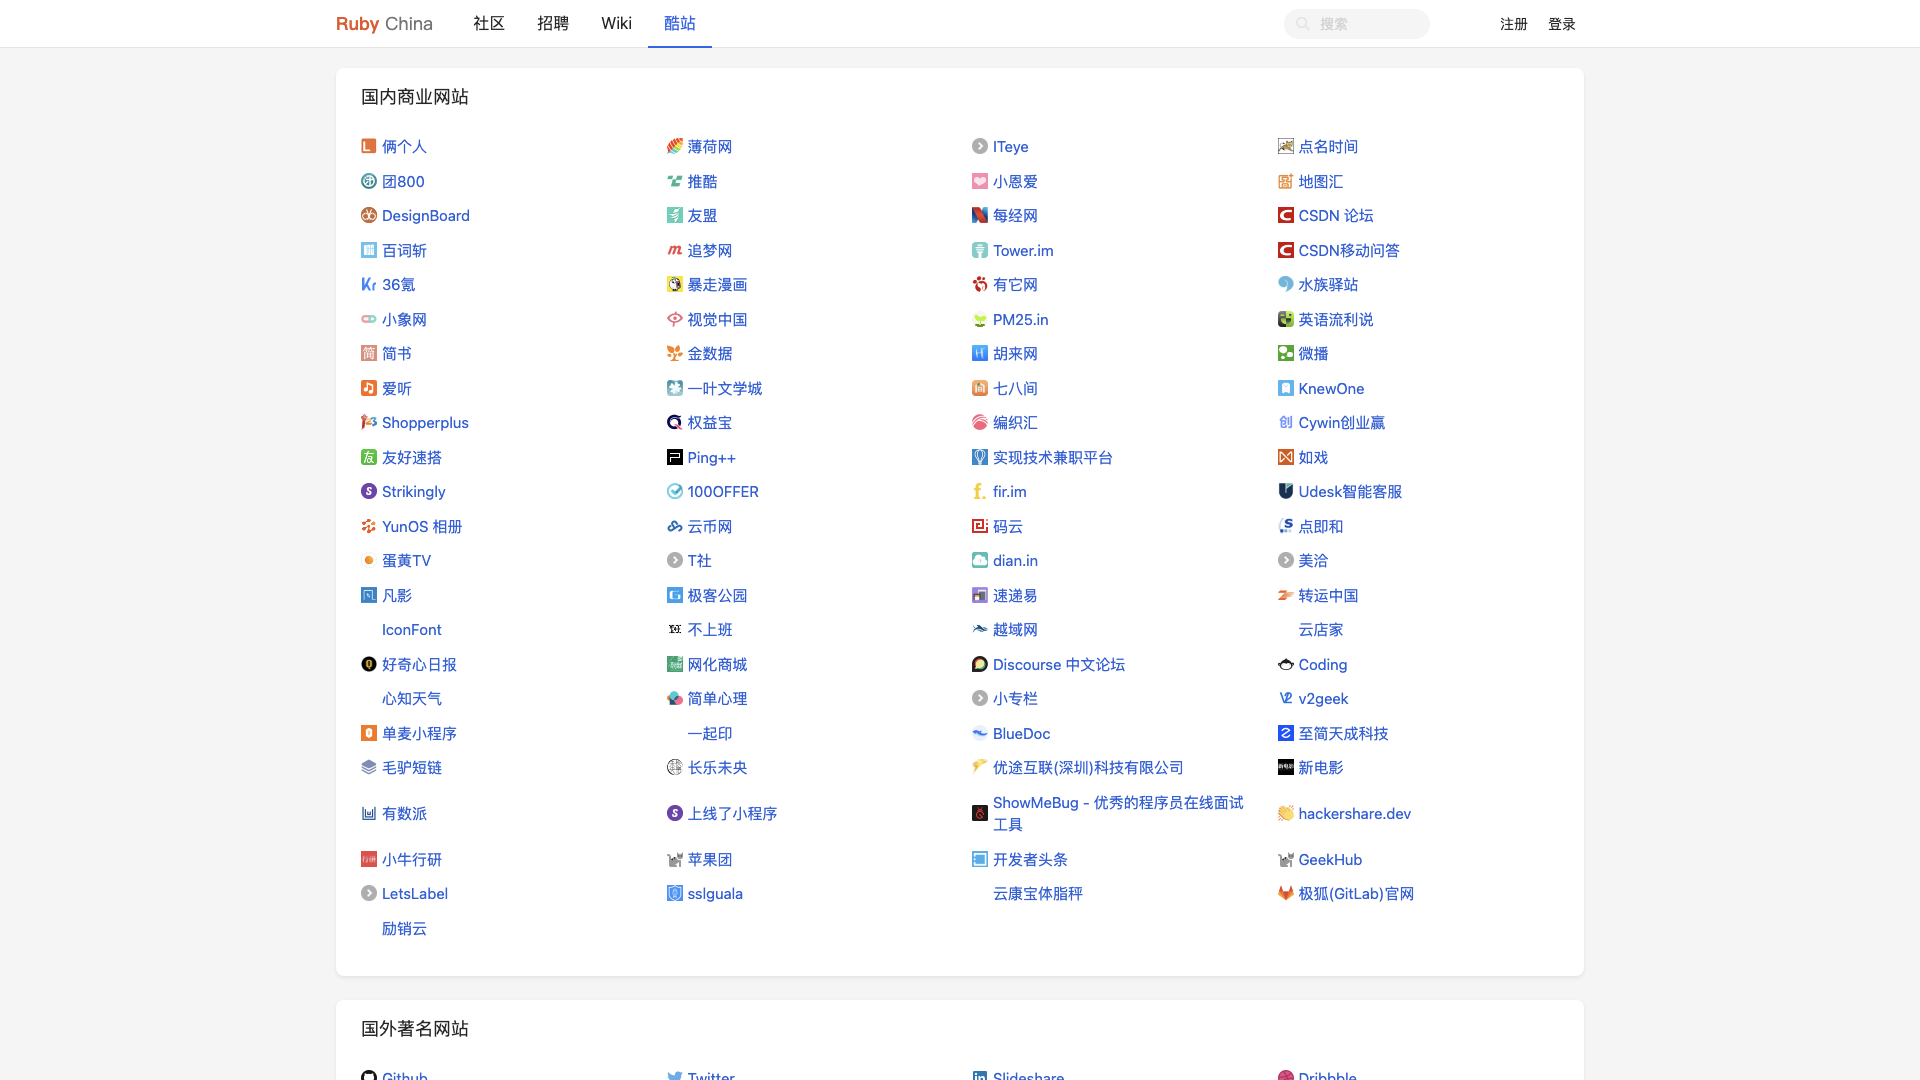 Ruby China 社区 招聘 Wiki 酷站 搜索 注册 登录
国内商业网站
俩个人 薄荷网 ITeye 点名时间
团800 推酷 小恩爱 地图汇
DesignBoard 友盟 每经网 CSDN 论坛
百词斩 追梦网 Tower.im CSDN移动问答
36氪 暴走漫画 有它网 水族驿站
小象网 视觉中国 PM25.in 英语流利说
简书 金数据 胡来网 微播
爱听 一叶文学城 七八间 KnewOne
Shopperplus 权益宝 编织汇 Cywin创业赢
友好速搭 Ping++ 实现技术兼职平台 如戏
Strikingly 100OFFER fir.im Udesk智能客服
YunOS 相册 云币网 码云 点即和
蛋黄TV T社 dian.in 美洽
凡影 极客公园 速递易 转运中国
IconFont 不上班 越域网 云店家
好奇心日报 网化商城 Discourse 中文论坛 Coding
心知天气 简单心理 小专栏 v2geek
单麦小程序 一起印 BlueDoc 至简天成科技
毛驴短链 长乐未央 优途互联(深圳)科技有限公司 新电影
有数派 上线了小程序 ShowMeBug - 优秀的程序员在线面试工具 hackershare.dev
小牛行研 苹果团 开发者头条 GeekHub
LetsLabel sslguala 云康宝体脂秤 极狐(GitLab)官网
励销云
国外著名网站
Github Twitter Slideshare Dribbble